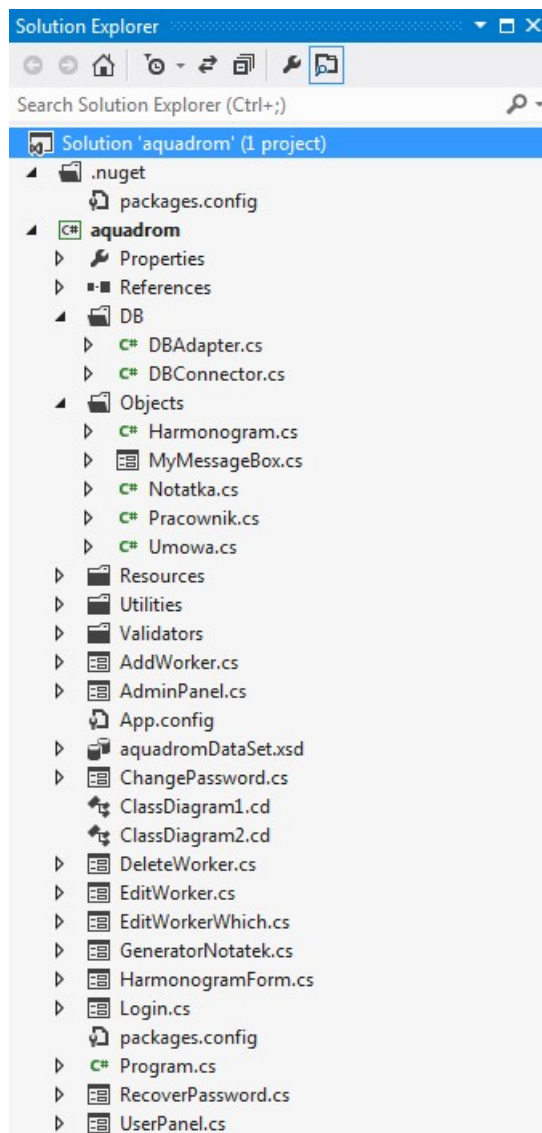 Solution Explorer
Search Solution Explorer (Ctrl+;)
Solution 'aquadrom' (1 project)
.nuget
packages.config
C# aquadrom
Properties
References
DB
C# DBAdapter.cs
C# DBConnector.cs
Objects
C# Harmonogram.cs
MyMessageBox.cs
C# Notatka.cs
C# Pracownik.cs
C# Umowa.cs
Resources
Utilities
Validators
AddWorker.cs
AdminPanel.cs
App.config
aquadromDataSet.xsd
ChangePassword.cs
ClassDiagram1.cd
ClassDiagram2.cd
DeleteWorker.cs
EditWorker.cs
EditWorkerWhich.cs
GeneratorNotatek.cs
HarmonogramForm.cs
Login.cs
packages.config
C# Program.cs
RecoverPassword.cs
UserPanel.cs